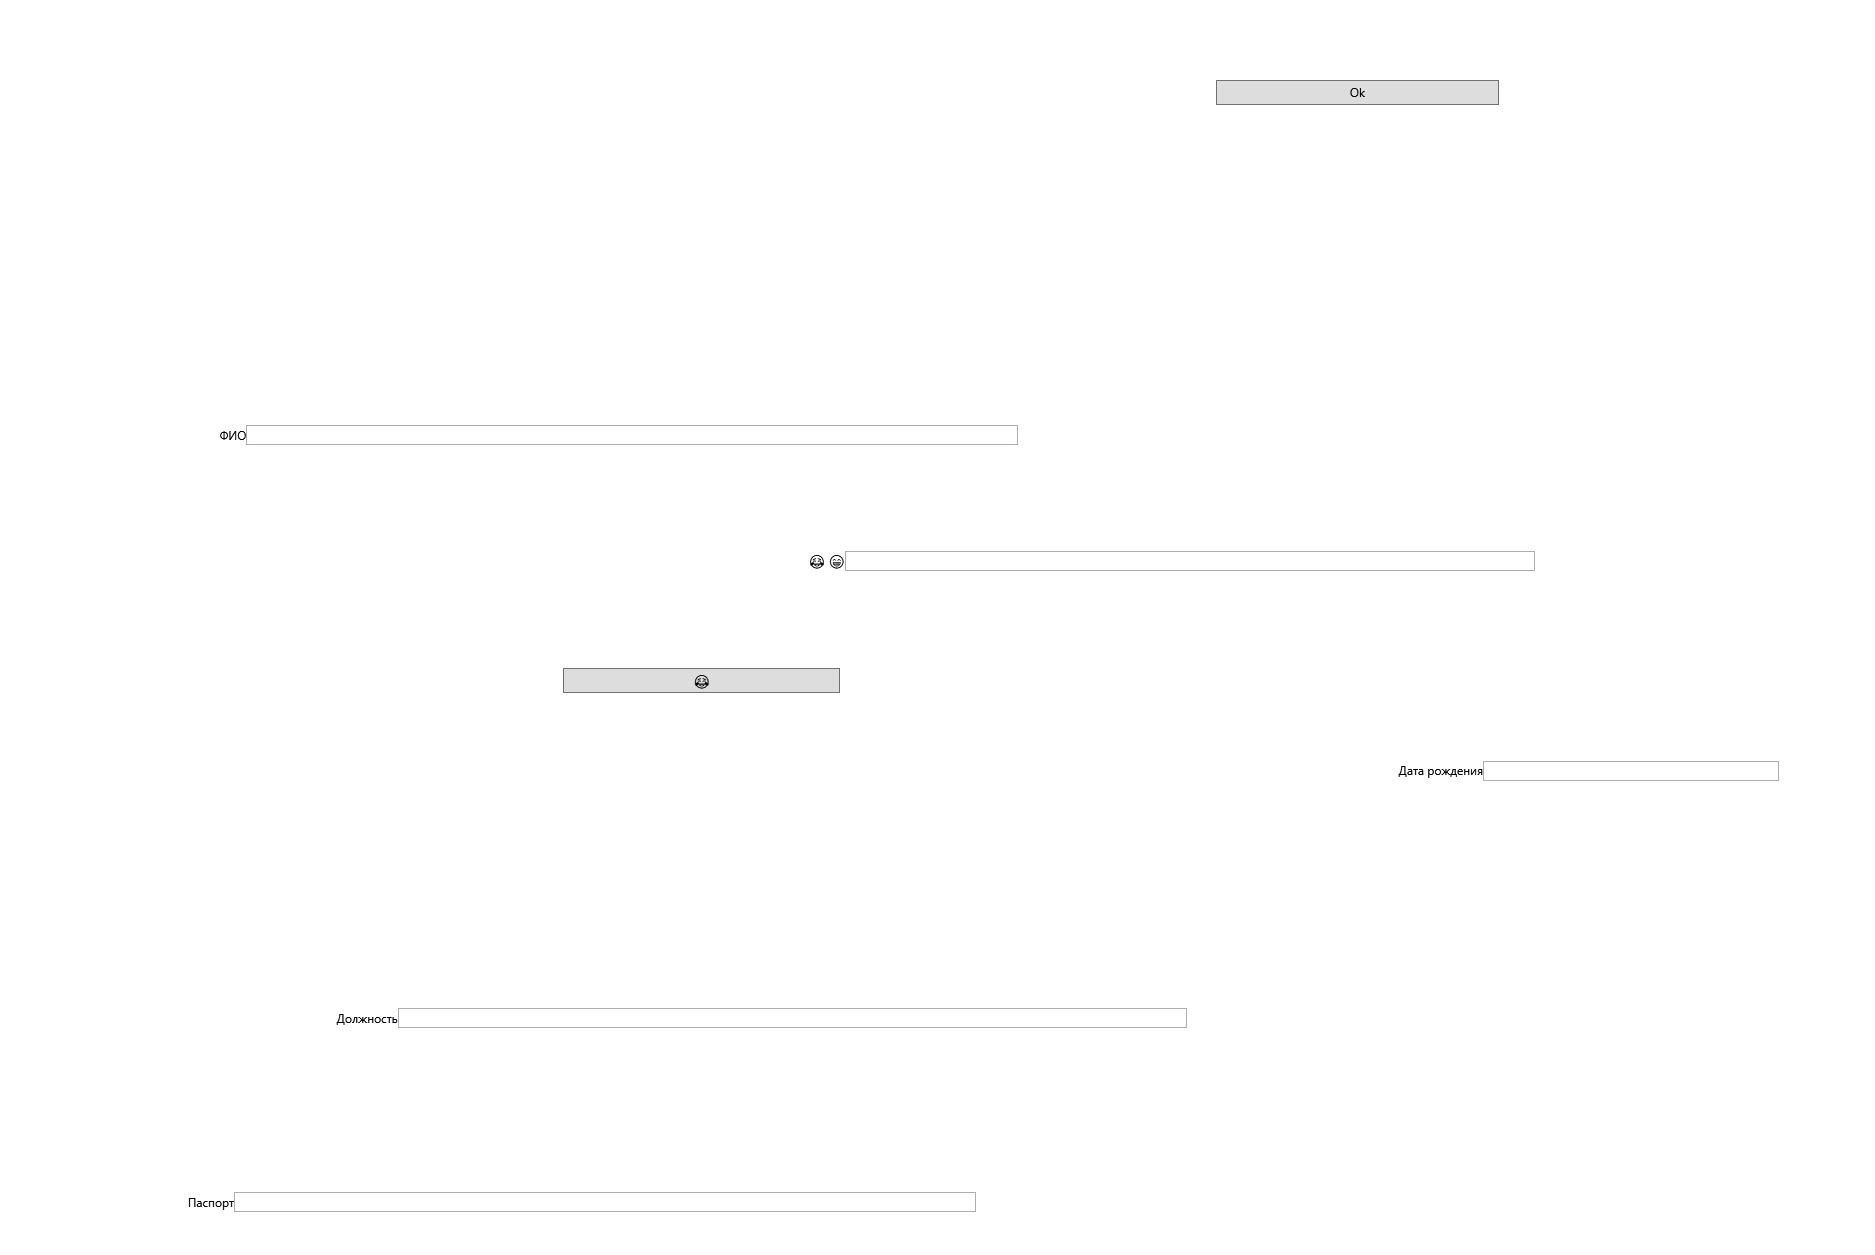 Ok
ФИО
🤩 😁
🤩
Дата рождения
Должность
Паспорт